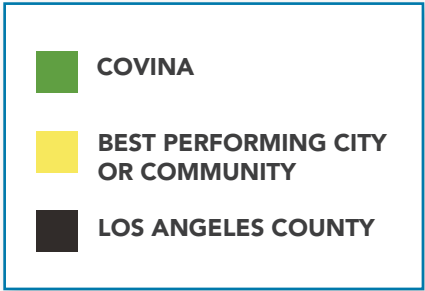 COVINA
BEST PERFORMING CITY
OR COMMUNITY
LOS ANGELES COUNTY